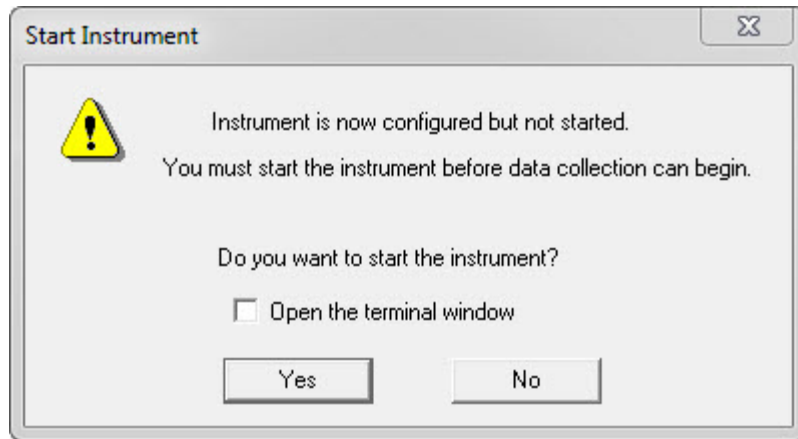 Start Instrument
Instrument is now configured but not started.
You must start the instrument before data collection can begin.
Do you want to start the instrument?
Open the terminal window
Yes No